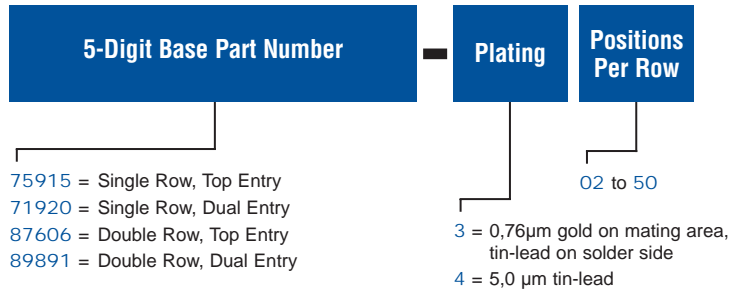 5-Digit Base Part Number
Plating
Positions
Per Row
75915 = Single Row, Top Entry
71920 = Single Row, Dual Entry
87606 = Double Row, Top Entry
89891 = Double Row, Dual Entry
3 = 0,76µm gold on mating area,
tin-lead on solder side
4 = 5,0 µm tin-lead
02 to 50